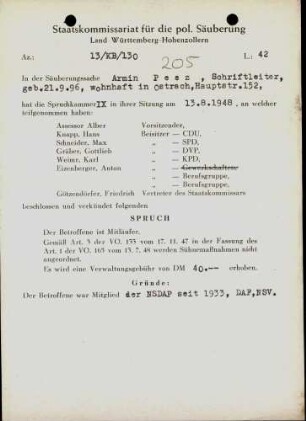 Staatskommissariat für die pol. Säuberung
Land Württemberg-Hohenzollern
Az.: 13/KB/130 L.: 42
205
In der Säuberungssache Armin Peez, Schriftleiter,
geb.21.9.96, wohnhaft in Ostrach, Hauptstr.152,
hat die Spruchkammer IX in ihrer Sitzung am 13.8.1948, an welcher
teilgenommen haben:
Assessor Alber Vorsitzender,
Knapp, Hans Beisitzer — CDU,
Schneider, Max „ — SPD,
Gräber, Gottlieb „ — DVP,
Weimer, Karl „ — KPD,
Eizenberger, Anton „ — Gewerkschaften,
„ — Berufsgruppe,
„ — Berufsgruppe,
Götzendörfer, Friedrich Vertreter des Staatskommissars
beschlossen und verkündet folgenden
SPRUCH
Der Betroffene ist Mitläufer.
Gemäß Art. 3 der VO. 133 vom 17. 11. 47 in der Fassung des
Art. 1 der VO. 165 vom 13. 7. 48 werden Sühnemaßnahmen nicht
angeordnet.
Es wird eine Verwaltungsgebühr von DM 40.-- erhoben.
Gründe:
Der Betroffene war Mitglied der NSDAP seit 1933, DAF,NSV.